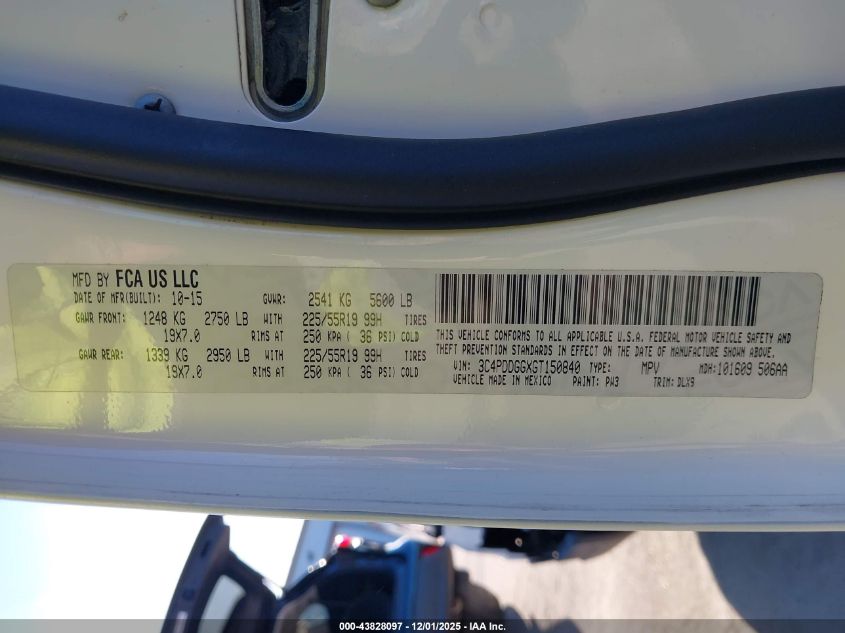 MFD BY FCA US LLC
DATE OF MFR(BUILT): 10-15 GVWR: 2541 KG 5600 LB
GAWR FRONT: 1248 KG 2750 LB WITH 225/55R19 99H TIRES
19X7.0 RIMS AT 250 KPA ( 36 PSI) COLD
GAWR REAR: 1339 KG 2950 LB WITH 225/55R19 99H TIRES
19X7.0 RIMS AT 250 KPA ( 36 PSI) COLD
THIS VEHICLE CONFORMS TO ALL APPLICABLE U.S.A. FEDERAL MOTOR VEHICLE SAFETY AND
THEFT PREVENTION STANDARDS IN EFFECT ON THE DATE OF MANUFACTURE SHOWN ABOVE.
VIN: 3C4PDDGGXGT150840 TYPE: MPV MDH:101609 506AA
VEHICLE MADE IN MEXICO PAINT: PW3 TRIM: DLX9
000-43828097 - 12/01/2025 - IAA Inc.